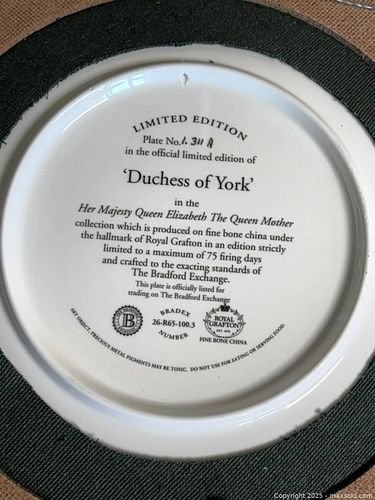 LIMITED EDITION
Plate No.
in the official limited edition of
'Duchess of York'
in the
Her Majesty Queen Elizabeth The Queen Mother
collection which is produced on fine bone china under
the hallmark of Royal Grafton in an edition strictly
limited to a maximum of 75 firing days
and crafted to the exacting standards of
The Bradford Exchange.
This plate is officially listed for
trading on The Bradford Exchange
B
BRADEX
26-R65-100.3
NUMBER
ROYAL
GRAFTON
FINE BONE CHINA
ART OBJECT, PRECIOUS METAL PIGMENTS MAY BE TOXIC. DO NOT USE FOR EATING OR SERVING FOOD.
Copyright 2025 - maxsold.com